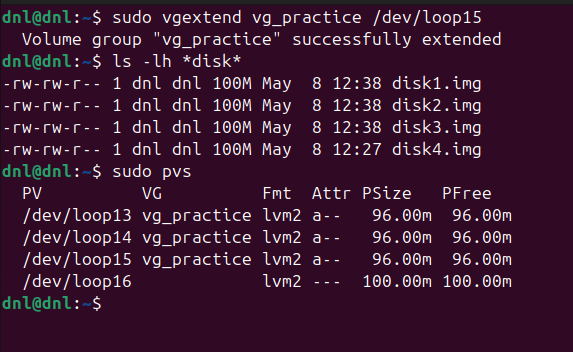 dnl@dnl:~$ sudo vgextend vg_practice /dev/loop15
  Volume group "vg_practice" successfully extended
dnl@dnl:~$ ls -lh *disk*
-rw-rw-r-- 1 dnl dnl 100M May  8 12:38 disk1.img
-rw-rw-r-- 1 dnl dnl 100M May  8 12:38 disk2.img
-rw-rw-r-- 1 dnl dnl 100M May  8 12:38 disk3.img
-rw-rw-r-- 1 dnl dnl 100M May  8 12:27 disk4.img
dnl@dnl:~$ sudo pvs
  PV          VG          Fmt  Attr PSize   PFree
  /dev/loop13 vg_practice lvm2 a--   96.00m  96.00m
  /dev/loop14 vg_practice lvm2 a--   96.00m  96.00m
  /dev/loop15 vg_practice lvm2 a--   96.00m  96.00m
  /dev/loop16             lvm2 ---  100.00m 100.00m
dnl@dnl:~$